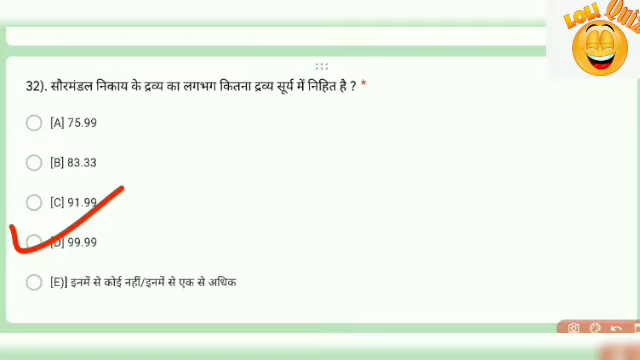 LOL! Quiz
32). सौरमंडल निकाय के द्रव्य का लगभग कितना द्रव्य सूर्य में निहित है ? *
[A] 75.99
[B] 83.33
[C] 91.99
[D] 99.99
[E)] इनमें से कोई नहीं/इनमें से एक से अधिक